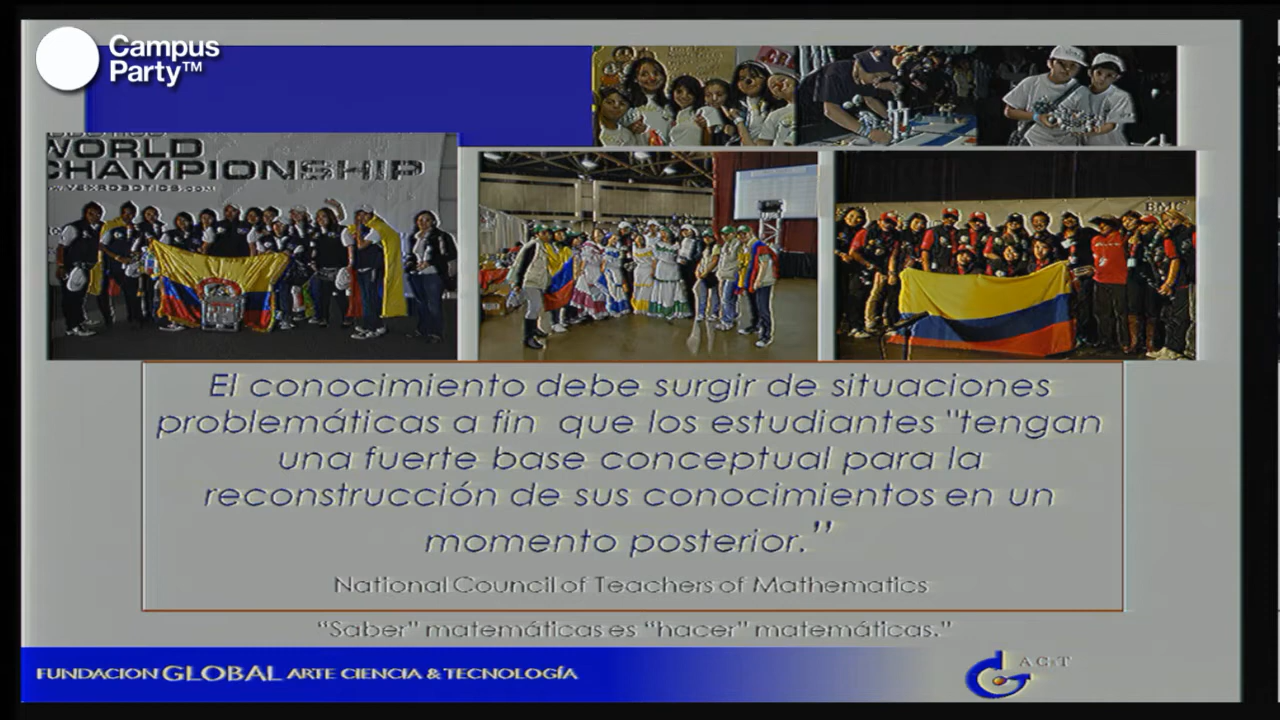 Campus
Party™
WORLD
CHAMPIONSHIP
BMC
El conocimiento debe surgir de situaciones
problemáticas a fin que los estudiantes "tengan
una fuerte base conceptual para la
reconstrucción de sus conocimientos en un
momento posterior.”
National Council of Teachers of Mathematics
“Saber” matemáticas es “hacer” matemáticas.”
FUNDACION GLOBAL ARTE CIENCIA & TECNOLOGÍA